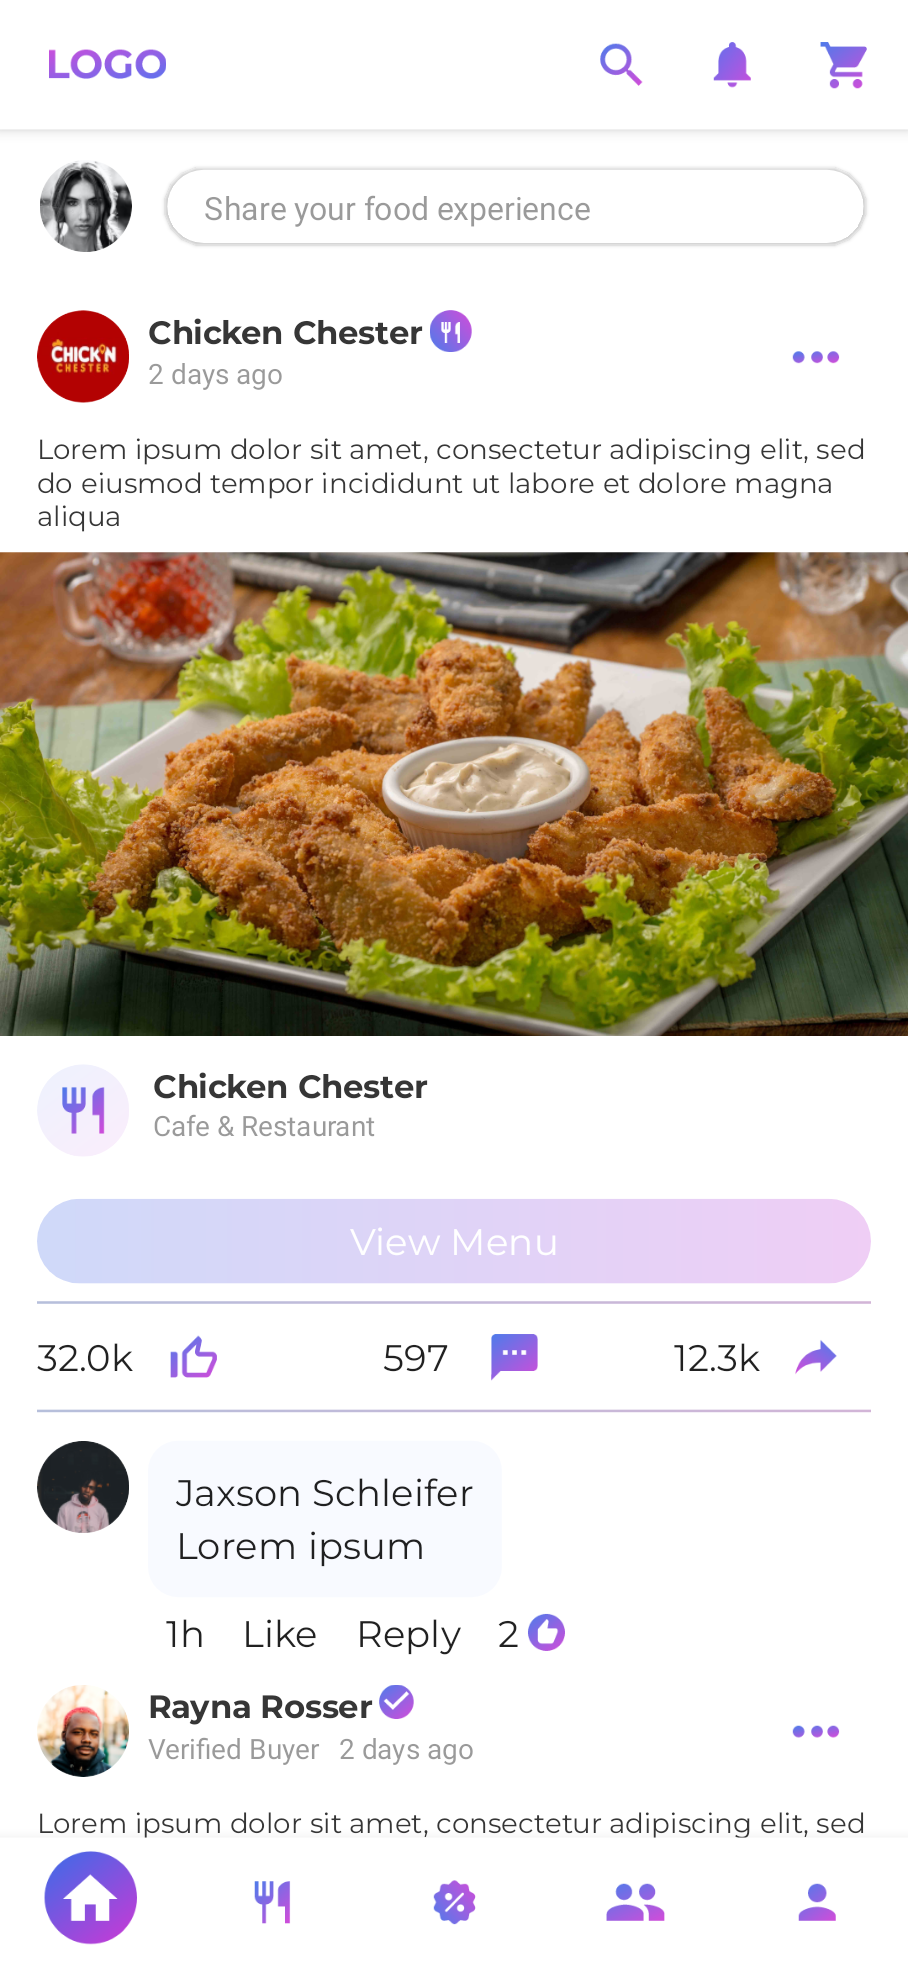 LOGO
Share your food experience
CHICK'N
CHESTER
Chicken Chester
2 days ago
Lorem ipsum dolor sit amet, consectetur adipiscing elit, sed
do eiusmod tempor incididunt ut labore et dolore magna
aliqua
Chicken Chester
Cafe & Restaurant
View Menu
32.0k 597 12.3k
Jaxson Schleifer
Lorem ipsum
1h Like Reply 2
Rayna Rosser
Verified Buyer 2 days ago
Lorem ipsum dolor sit amet, consectetur adipiscing elit, sed